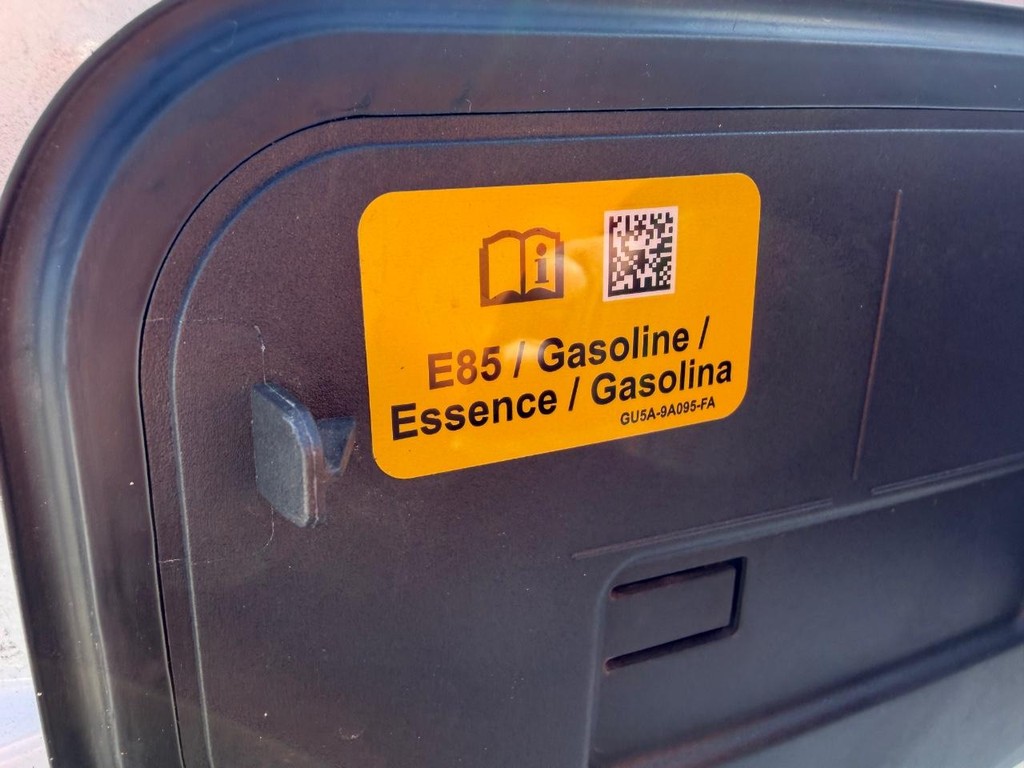 E85 / Gasoline /
Essence / Gasolina
GU5A-9A095-FA